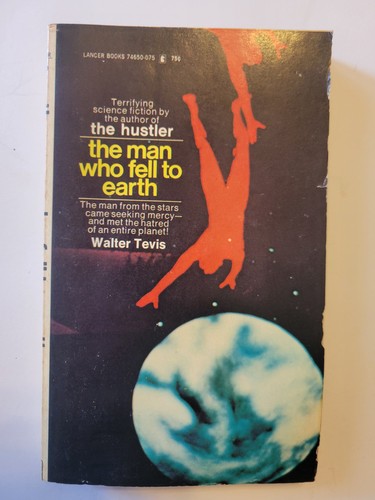 LANCER BOOKS 74650-075 75¢
Terrifying
science fiction by
the author of
the hustler
the man
who fell to
earth
The man from the stars
came seeking mercy—
and met the hatred
of an entire planet!
Walter Tevis